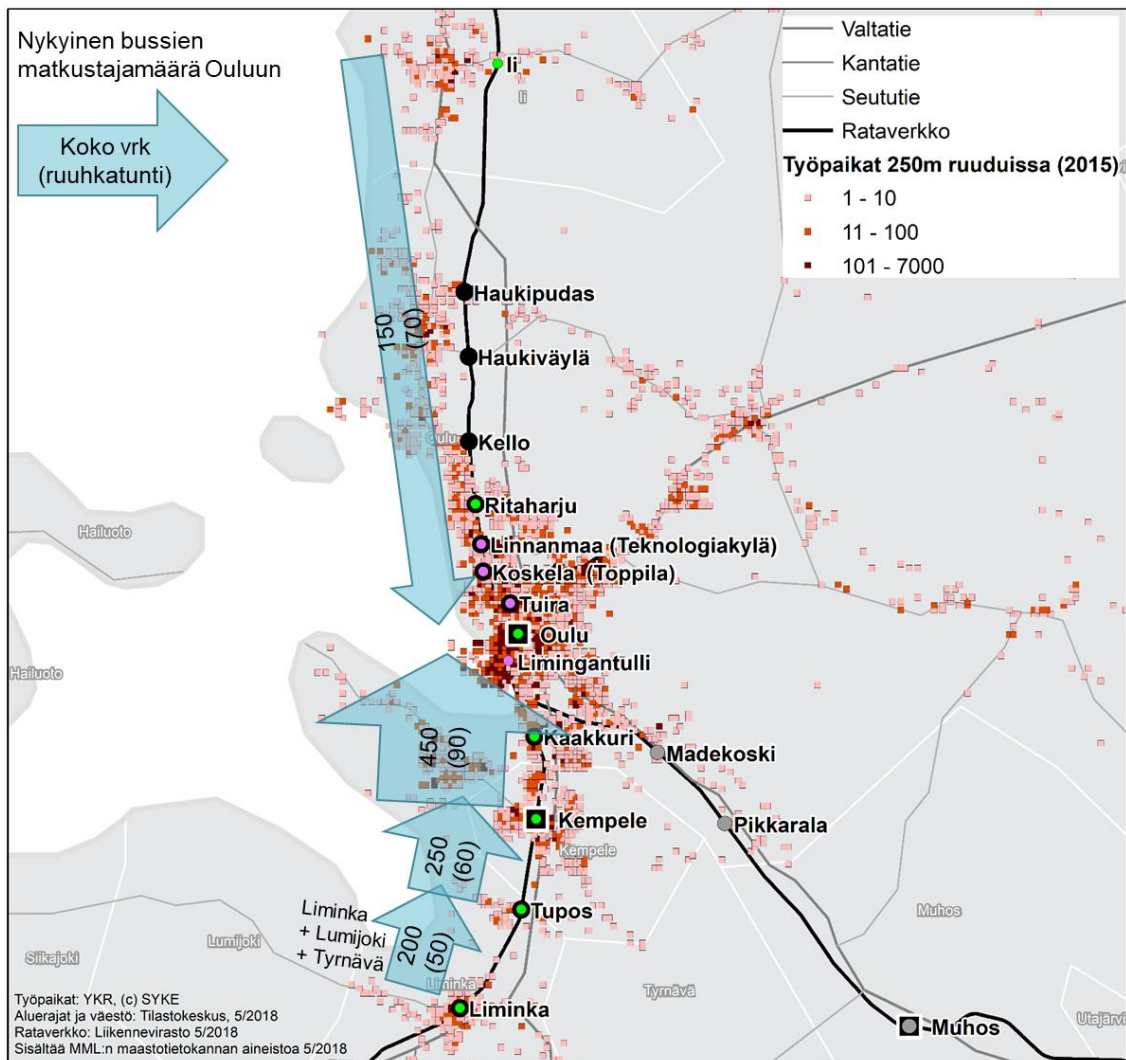 Nykyinen bussien
matkustajamäärä Ouluun
Koko vrk
(ruuhkatunti)
Valtatie
Kantatie
Seututie
Rataverkko
Työpaikat 250m ruuduissa (2015)
1 - 10
11 - 100
101 - 7000
Ii
Ii
Haukipudas
150
(70)
Haukiväylä
Kello
Ritaharju
Hailuoto
Linnanmaa (Teknologiakylä)
Koskela (Toppila)
Tuira
Oulu
Limingantulli
Hailuoto
Kaakkuri
450
(90)
Madekoski
Kempele
Pikkarala
Kempele
250
(60)
Tupos
Liminka
+ Lumijoki
+ Tyrnävä
200
(50)
Muhos
Lumijoki
Siikajoki
Liminka
Tyrnävä
Liminka
Muhos
Utajärvi
Työpaikat: YKR, (c) SYKE
Aluerajat ja väestö: Tilastokeskus, 5/2018
Rataverkko: Liikennevirasto 5/2018
Sisältää MML:n maastotietokannan aineistoa 5/2018